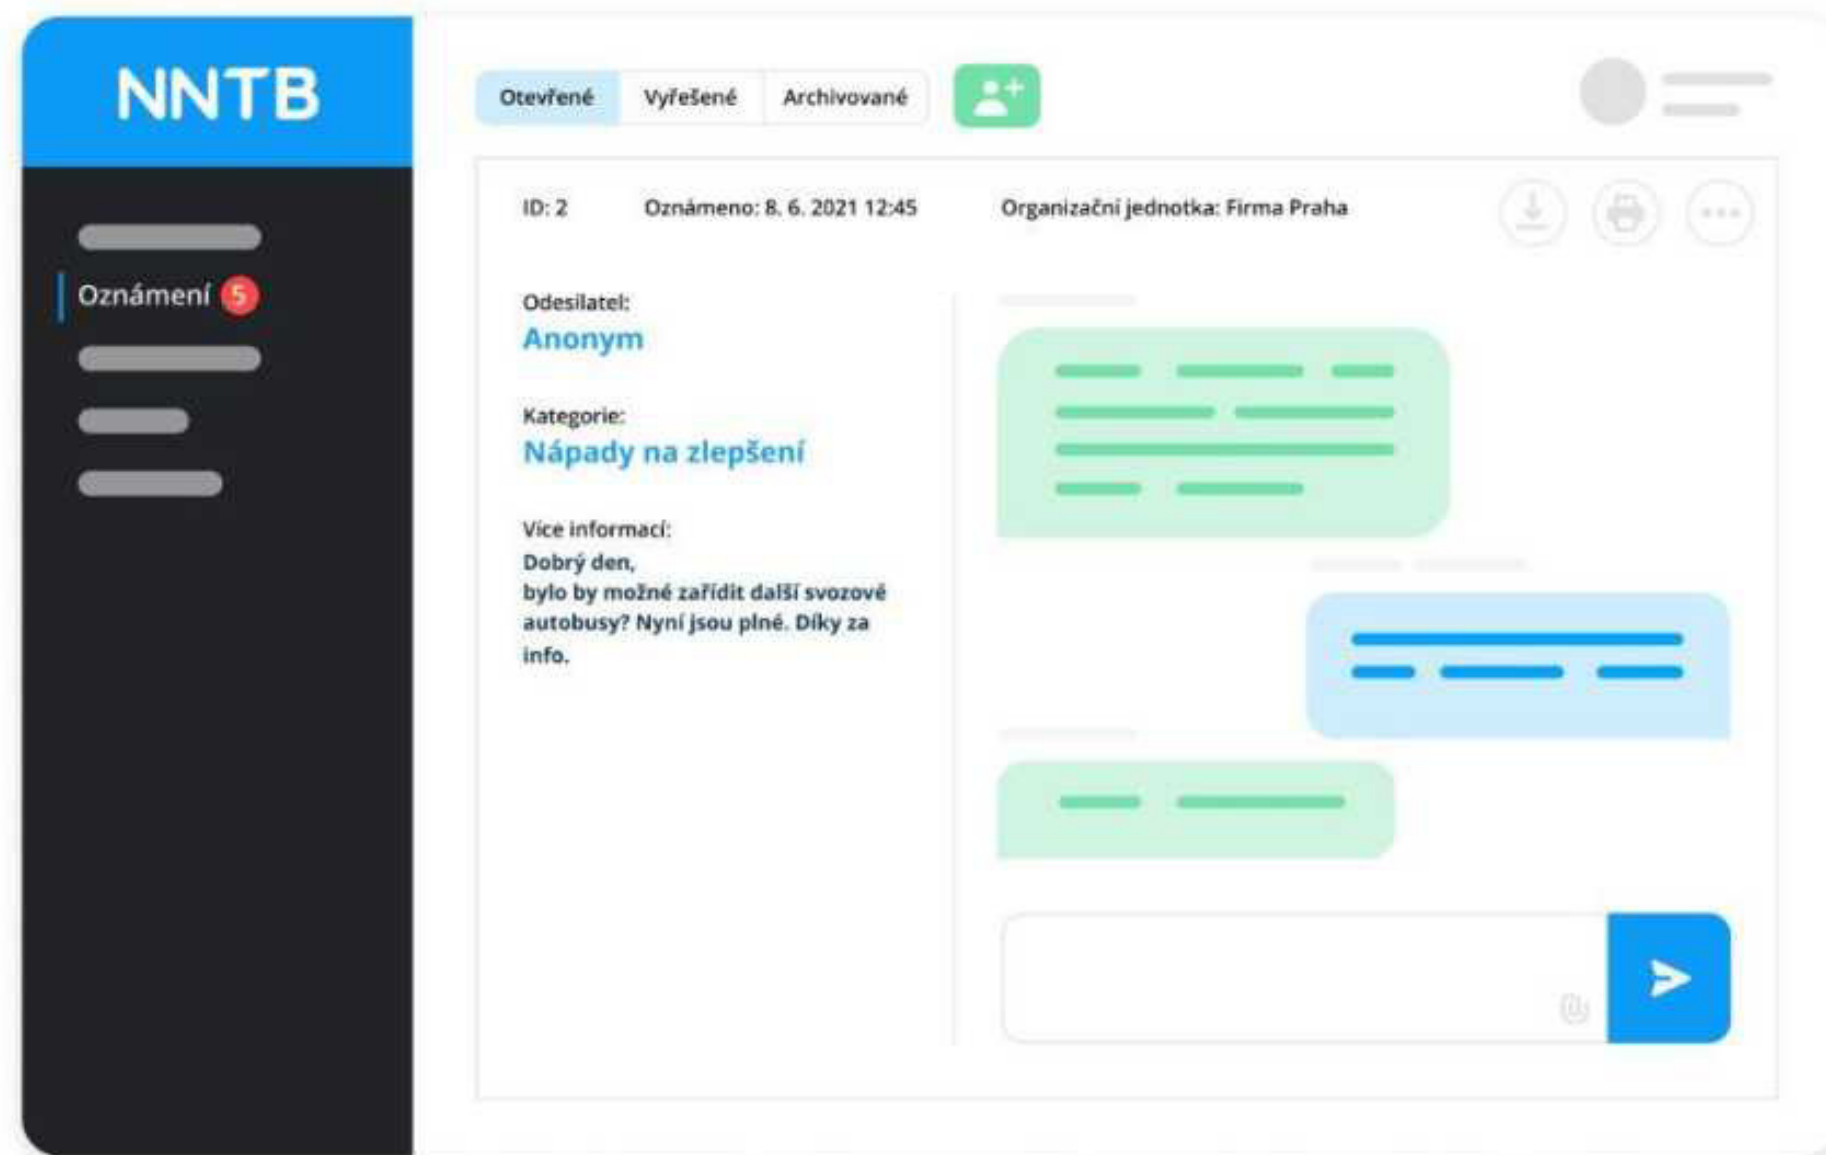 NNTB
Otevřené Vyřešené Archivované
ID: 2 Oznámeno: 8. 6. 2021 12:45 Organizační jednotka: Firma Praha
Oznámení 5
Odesílatel:
Anonym
Kategorie:
Nápady na zlepšení
Více informací:
Dobrý den,
bylo by možné zařídit další svozové
autobusy? Nyní jsou plné. Díky za
info.